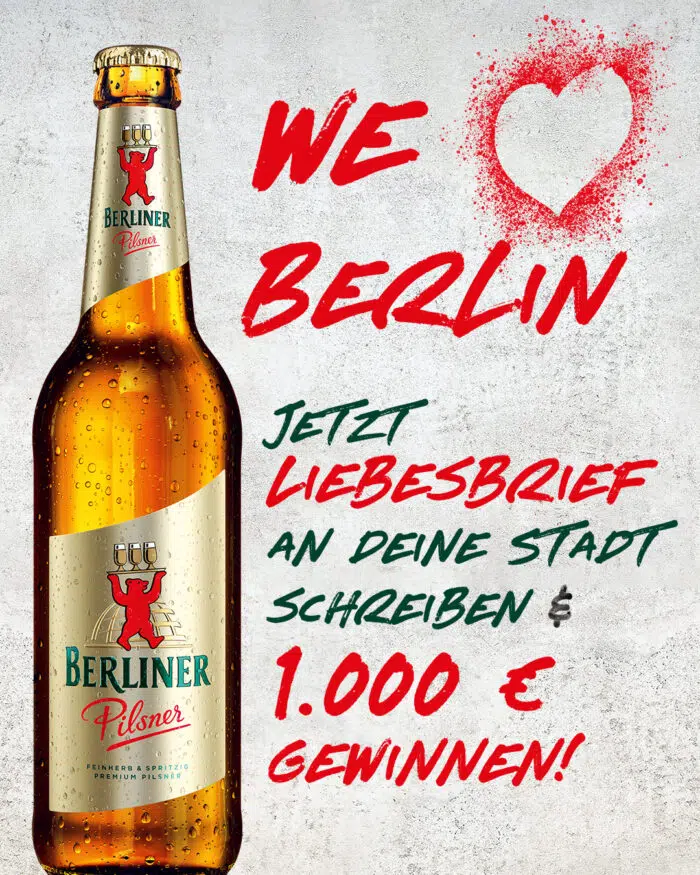 WE
BERLIN
JETZT
LIEBESBRIEF
AN DEINE STADT
SCHREIBEN &
1.000 €
GEWINNEN!
BERLINER
Pilsner
BERLINER
Pilsner
FEINHERB & SPRITZIG
PREMIUM PILSNER